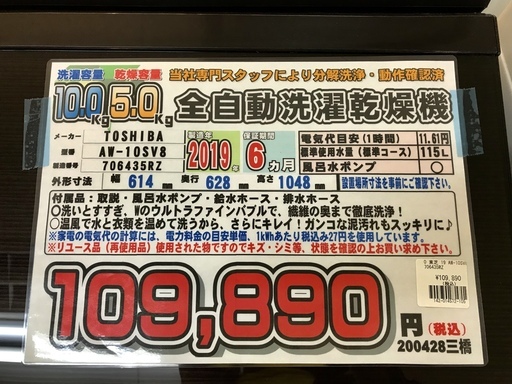 洗濯容量 乾燥容量 当社専門スタッフにより分解洗浄・動作確認済
10.0Kg 5.0Kg 全自動洗濯乾燥機
メーカー TOSHIBA
型番 AW-10SV8
製造番号 706435RZ
製造年 2019年
保証期間 6ヵ月
電気代目安(1時間) 11.61円
標準使用水量(標準コース) 115L
風呂水ポンプ ○
外形寸法 幅 614mm 奥行 628mm 高さ 1048mm 設置場所寸法を事前にご確認下さい。
付属品:取説・風呂水ポンプ・給水ホース・排水ホース
○洗いとすすぎ、Wのウルトラファインバブルで、繊維の奥まで徹底洗浄!
○温風で水と衣類を温めて洗うから、さらにキレイ!ガンコな泥汚れもスッキリに♪
※家電の電気代の計算には、電力料金の目安単価、1kWhあたり税込み27円を使用しています。
※リユース品(再使用品)使用された物ですのでキズ・シミ等、状態を確認の上お買い求め下さい。
109,890円(税込)
200428三橋
706435RZ
¥109,890
(税込)